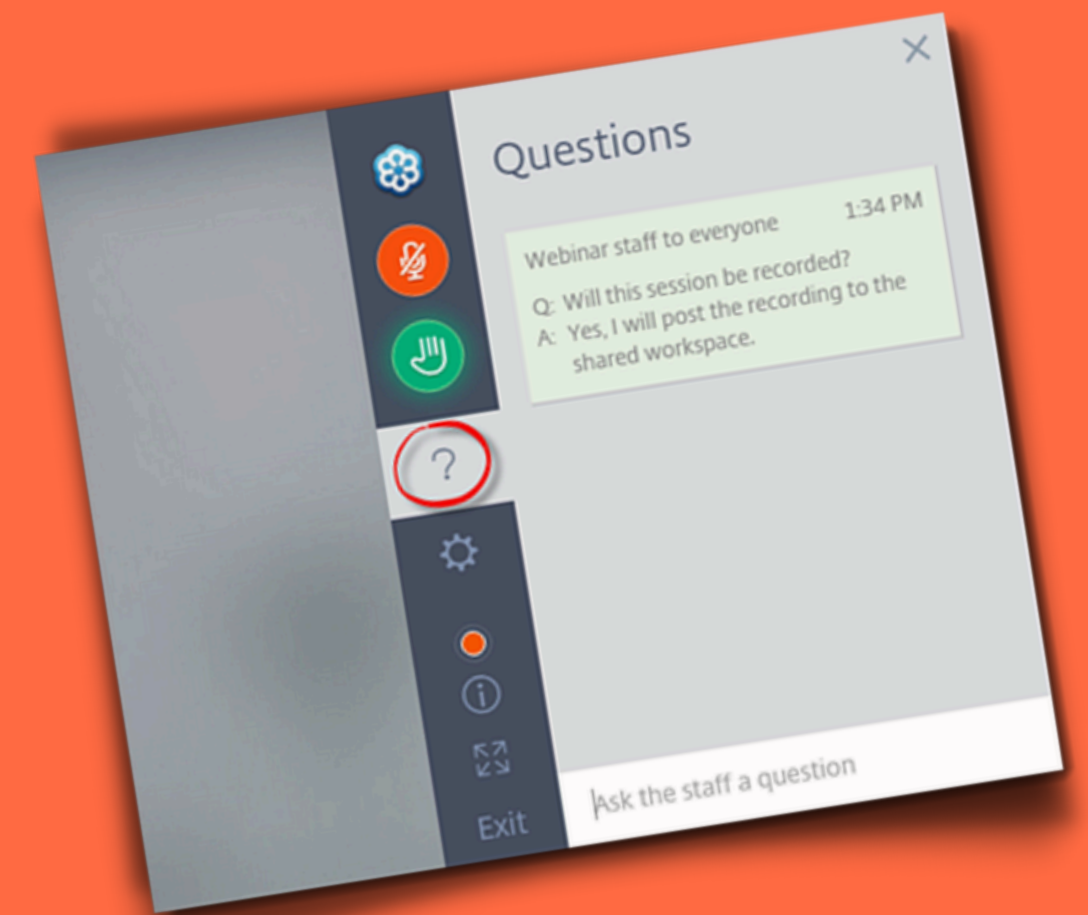 Questions
Webinar staff to everyone 1:34 PM
Q: Will this session be recorded?
A: Yes, I will post the recording to the
shared workspace.
?
Exit
Ask the staff a question